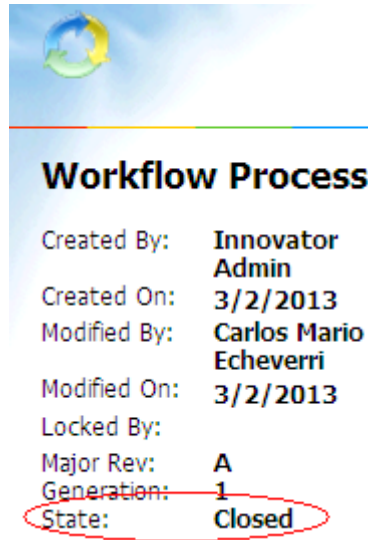 Workflow Process
Created By: Innovator
Admin
Created On: 3/2/2013
Modified By: Carlos Mario
Echeverri
Modified On: 3/2/2013
Locked By:
Major Rev: A
Generation: 1
State: Closed